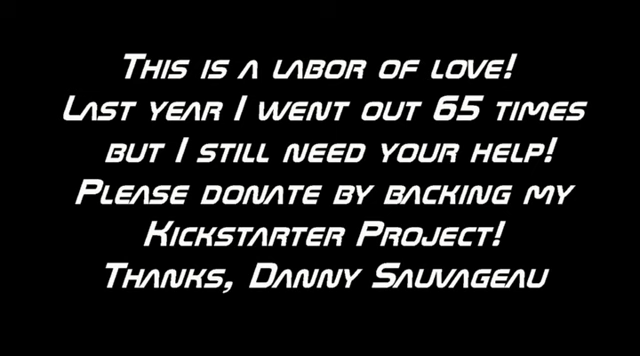 This is a labor of love!
Last year I went out 65 times
but I still need your help!
Please donate by backing my
Kickstarter Project!
Thanks, Danny Sauvageau